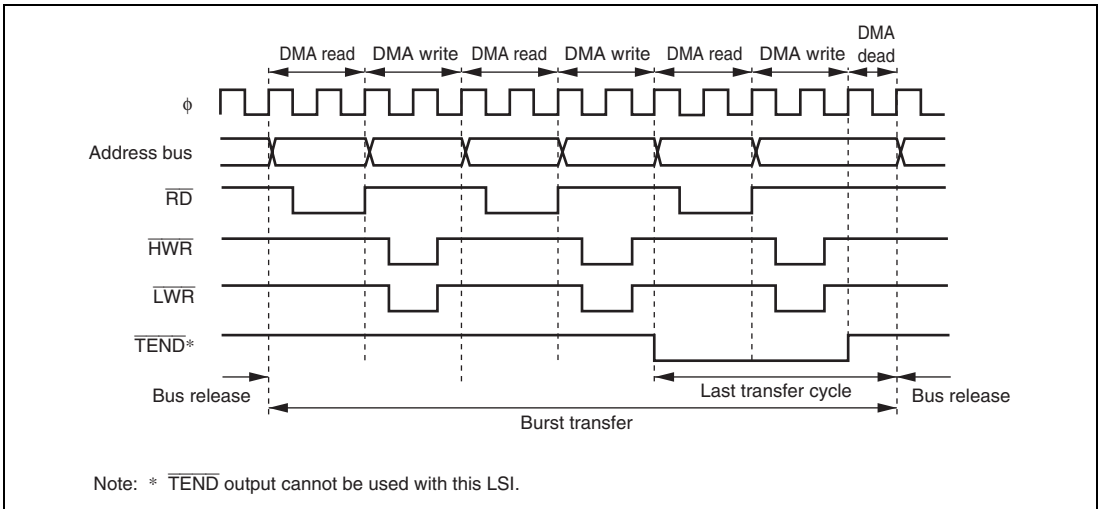 DMA
dead
DMA read DMA write DMA read DMA write DMA read DMA write
ϕ
Address bus
RD
HWR
LWR
TEND*
Bus release Last transfer cycle Bus release
Burst transfer
Note: * TEND output cannot be used with this LSI.